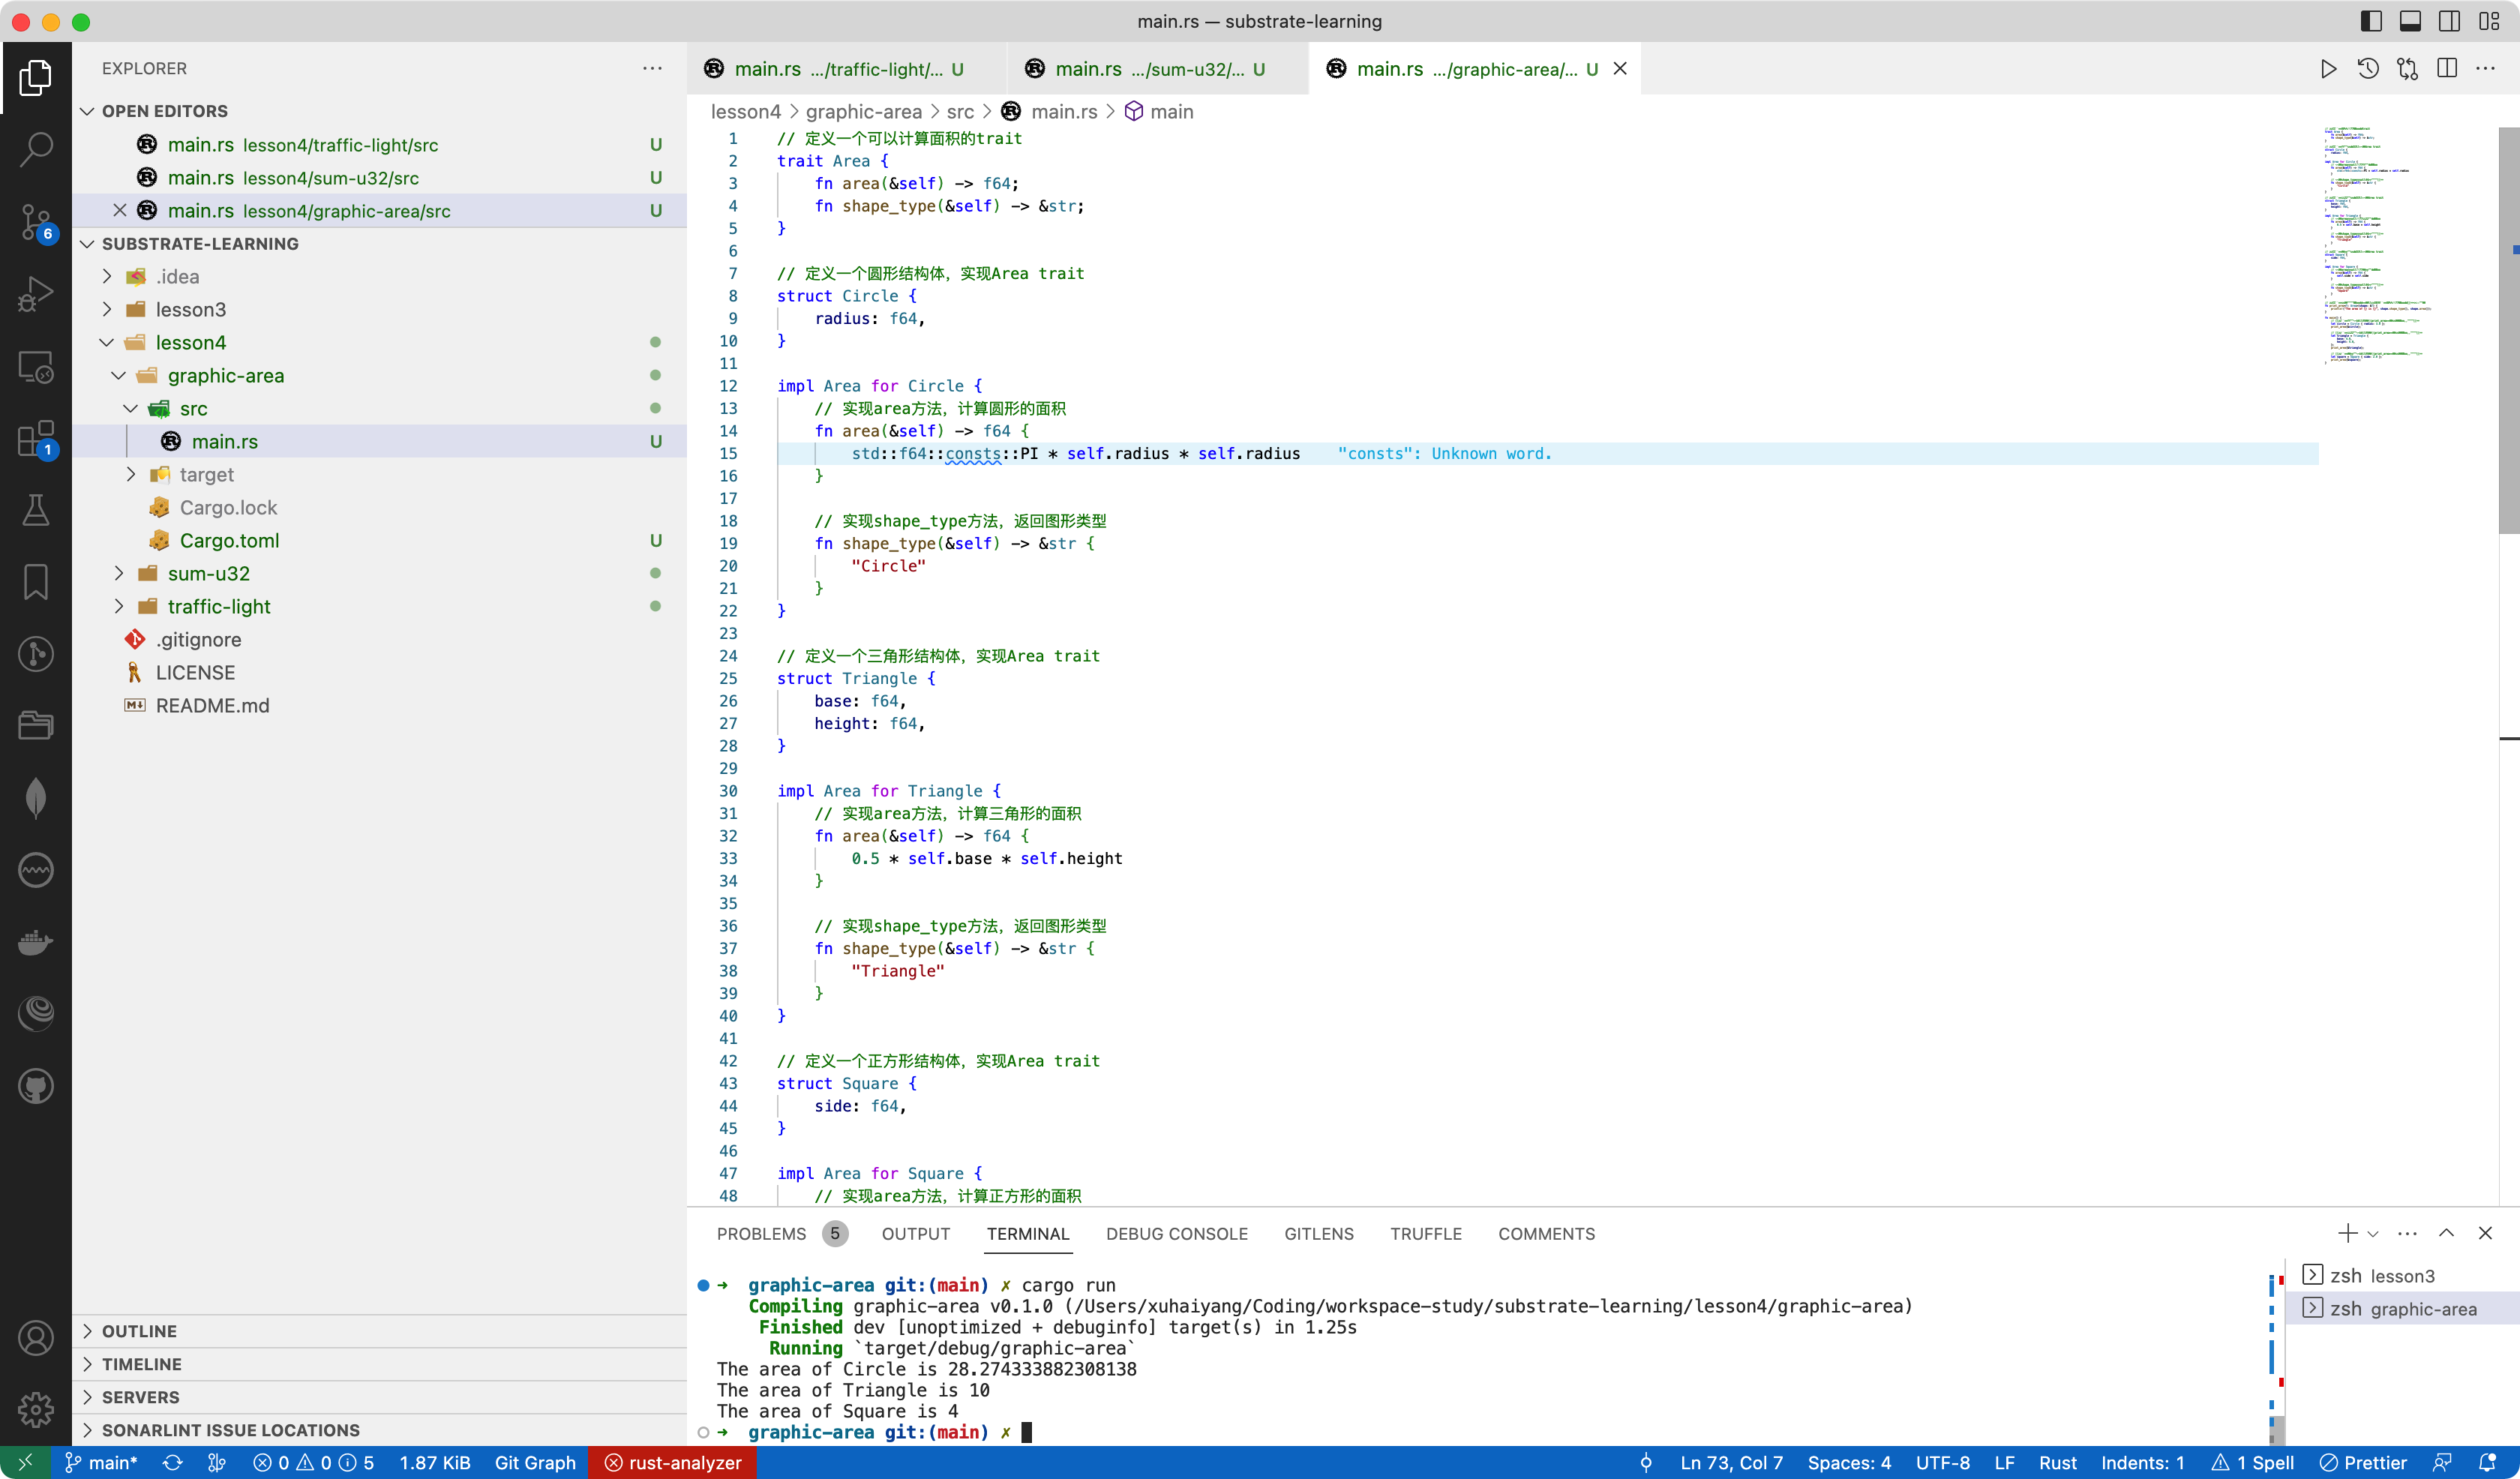 main.rs — substrate-learning
EXPLORER
OPEN EDITORS
main.rs lesson4/traffic-light/src U
main.rs lesson4/sum-u32/src U
main.rs lesson4/graphic-area/src U
SUBSTRATE-LEARNING
.idea
lesson3
lesson4
graphic-area
src
main.rs U
target
Cargo.lock
Cargo.toml U
sum-u32
traffic-light
.gitignore
LICENSE
README.md
OUTLINE
TIMELINE
SERVERS
SONARLINT ISSUE LOCATIONS
6
1
main.rs .../traffic-light/... U
main.rs .../sum-u32/... U
main.rs .../graphic-area/... U
lesson4 > graphic-area > src > main.rs > main
1 // 定义一个可以计算面积的trait
2 trait Area {
3 fn area(&self) -> f64;
4 fn shape_type(&self) -> &str;
5 }
6
7 // 定义一个圆形结构体，实现Area trait
8 struct Circle {
9 radius: f64,
10 }
11
12 impl Area for Circle {
13 // 实现area方法，计算圆形的面积
14 fn area(&self) -> f64 {
15 std::f64::consts::PI * self.radius * self.radius "consts": Unknown word.
16 }
17
18 // 实现shape_type方法，返回图形类型
19 fn shape_type(&self) -> &str {
20 "Circle"
21 }
22 }
23
24 // 定义一个三角形结构体，实现Area trait
25 struct Triangle {
26 base: f64,
27 height: f64,
28 }
29
30 impl Area for Triangle {
31 // 实现area方法，计算三角形的面积
32 fn area(&self) -> f64 {
33 0.5 * self.base * self.height
34 }
35
36 // 实现shape_type方法，返回图形类型
37 fn shape_type(&self) -> &str {
38 "Triangle"
39 }
40 }
41
42 // 定义一个正方形结构体，实现Area trait
43 struct Square {
44 side: f64,
45 }
46
47 impl Area for Square {
48 // 实现area方法，计算正方形的面积
PROBLEMS 5 OUTPUT TERMINAL DEBUG CONSOLE GITLENS TRUFFLE COMMENTS
➜ graphic-area git:(main) ✗ cargo run
Compiling graphic-area v0.1.0 (/Users/xuhaiyang/Coding/workspace-study/substrate-learning/lesson4/graphic-area)
Finished dev [unoptimized + debuginfo] target(s) in 1.25s
Running `target/debug/graphic-area`
The area of Circle is 28.274333882308138
The area of Triangle is 10
The area of Square is 4
➜ graphic-area git:(main) ✗
zsh lesson3
zsh graphic-area
main* 0 0 5 1.87 KiB Git Graph rust-analyzer Ln 73, Col 7 Spaces: 4 UTF-8 LF Rust Indents: 1 1 Spell Prettier